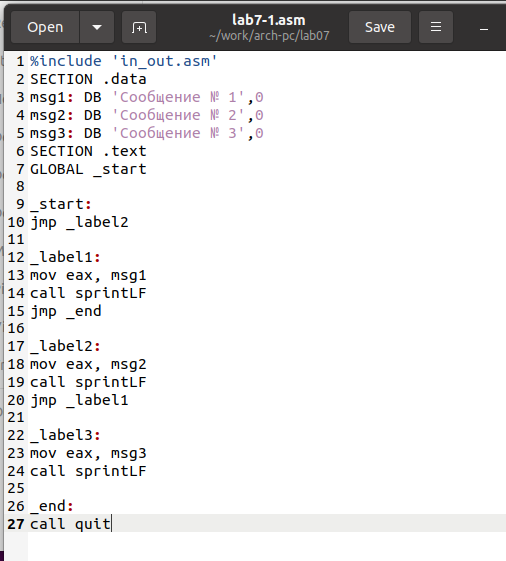 Open
lab7-1.asm
~/work/arch-pc/lab07
Save
1 %include 'in_out.asm'
2 SECTION .data
3 msg1: DB 'Сообщение № 1',0
4 msg2: DB 'Сообщение № 2',0
5 msg3: DB 'Сообщение № 3',0
6 SECTION .text
7 GLOBAL _start
8
9 _start:
10 jmp _label2
11
12 _label1:
13 mov eax, msg1
14 call sprintLF
15 jmp _end
16
17 _label2:
18 mov eax, msg2
19 call sprintLF
20 jmp _label1
21
22 _label3:
23 mov eax, msg3
24 call sprintLF
25
26 _end:
27 call quit